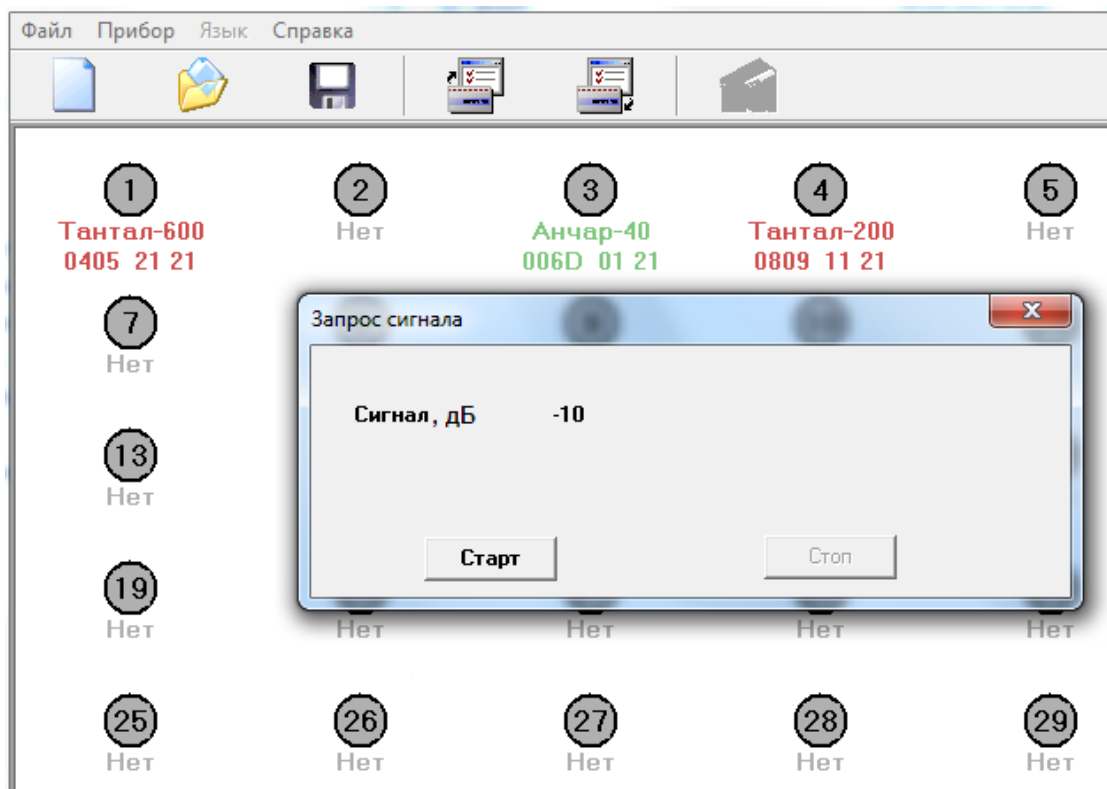 Файл Прибор Язык Справка
1 2 3 4 5
Тантал-600 Нет Анчар-40 Тантал-200 Нет
0405 21 21 006D 01 21 0809 11 21
7
Запрос сигнала
Нет
Сигнал, дБ -10
13
Нет
Старт Стоп
19
Нет Нет Нет Нет Нет
25 26 27 28 29
Нет Нет Нет Нет Нет